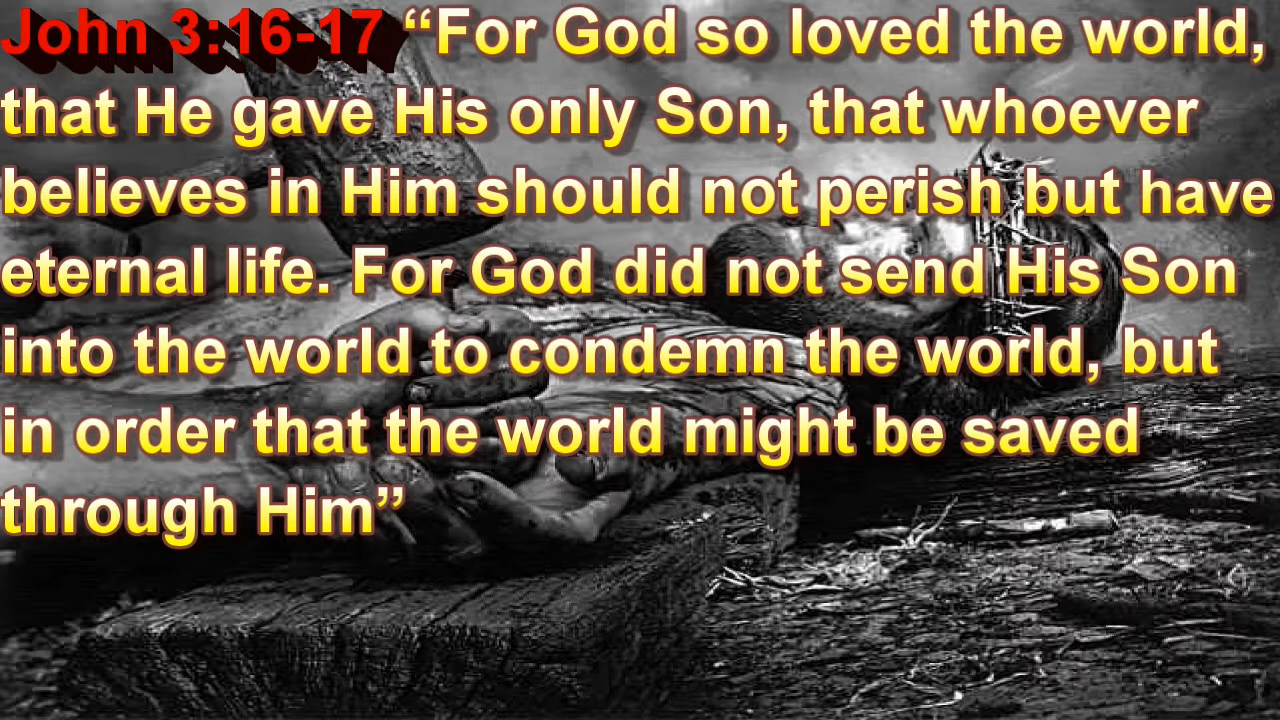 John 3:16-17 “For God so loved the world,
that He gave His only Son, that whoever
believes in Him should not perish but have
eternal life. For God did not send His Son
into the world to condemn the world, but
in order that the world might be saved
through Him”